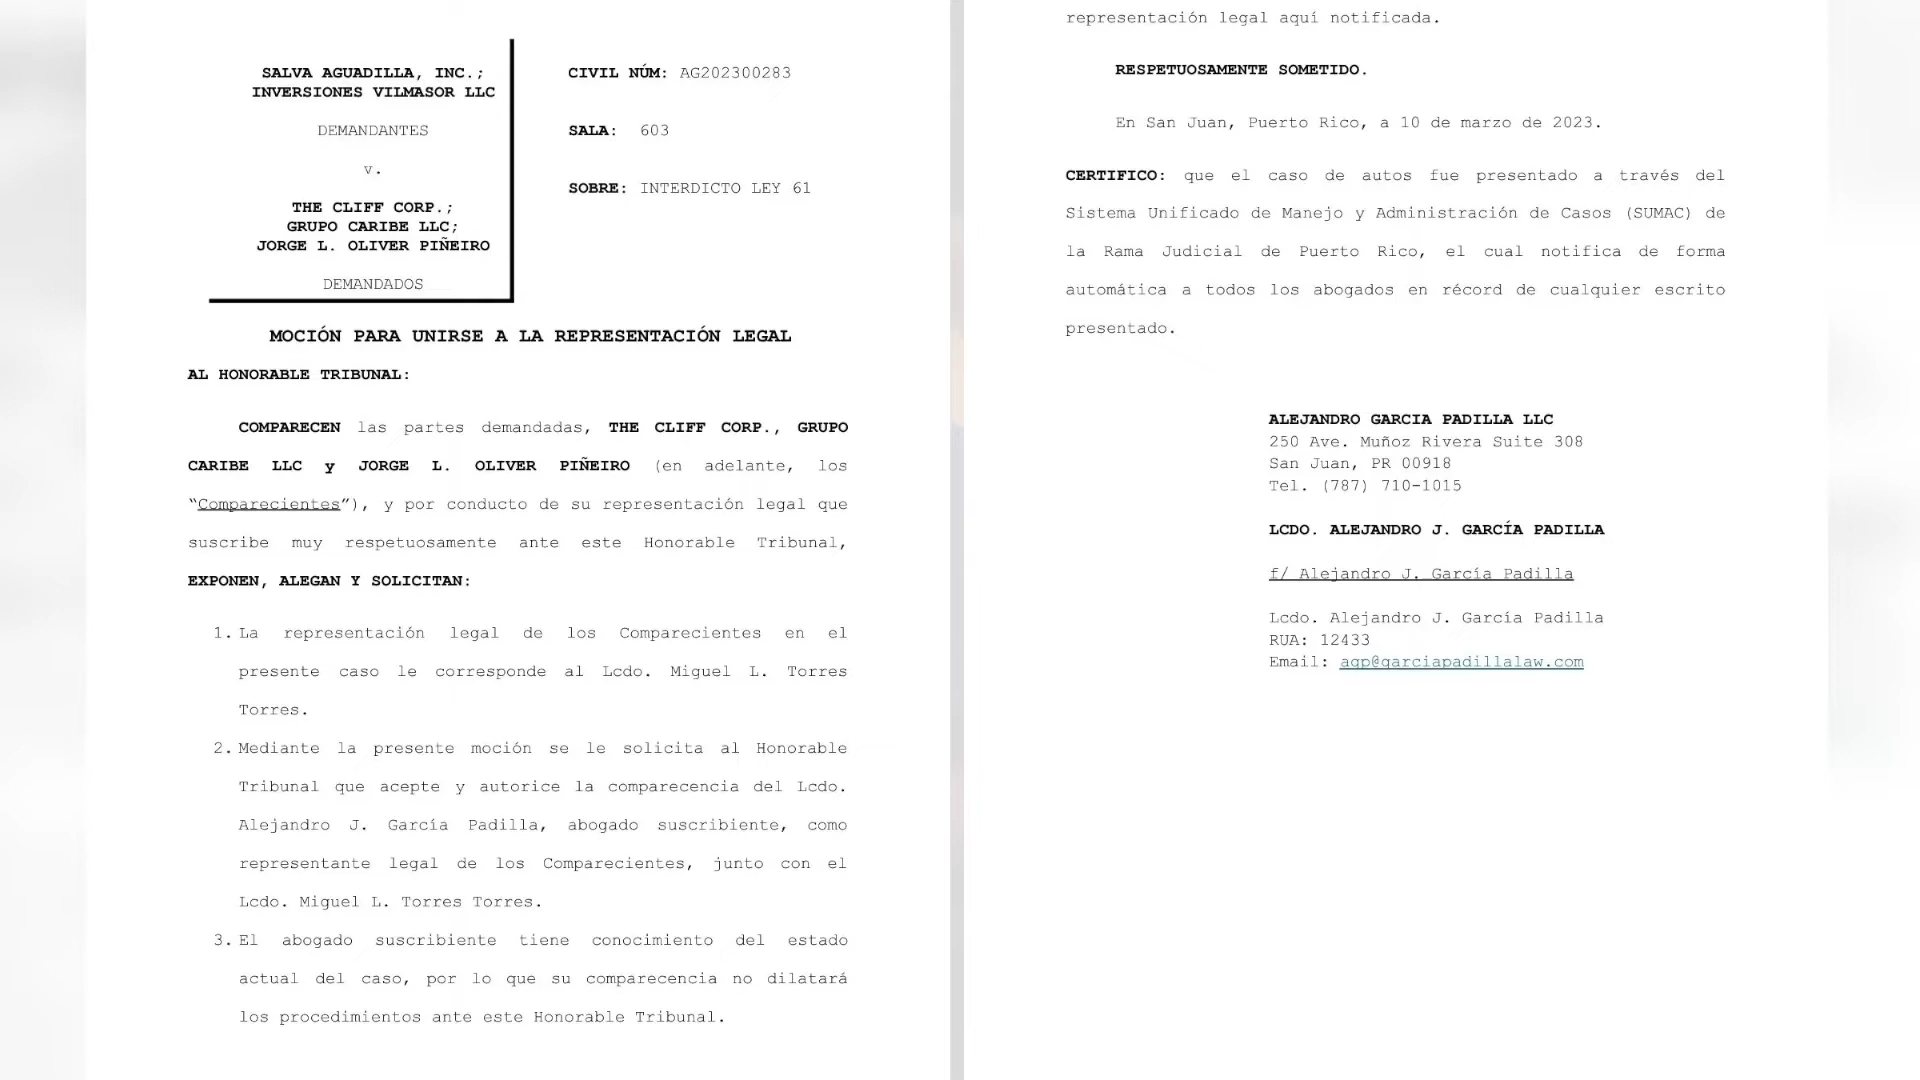 SALVA AGUADILLA, INC.;
INVERSIONES VILMASOR LLC
DEMANDANTES
v.
THE CLIFF CORP.;
GRUPO CARIBE LLC;
JORGE L. OLIVER PIÑEIRO
DEMANDADOS
CIVIL NÚM: AG202300283
SALA: 603
SOBRE: INTERDICTO LEY 61
MOCIÓN PARA UNIRSE A LA REPRESENTACIÓN LEGAL
AL HONORABLE TRIBUNAL:
COMPARECEN las partes demandadas, THE CLIFF CORP., GRUPO
CARIBE LLC y JORGE L. OLIVER PIÑEIRO (en adelante, los
“Comparecientes”), y por conducto de su representación legal que
suscribe muy respetuosamente ante este Honorable Tribunal,
EXPONEN, ALEGAN Y SOLICITAN:
1. La representación legal de los Comparecientes en el
presente caso le corresponde al Lcdo. Miguel L. Torres
Torres.
2. Mediante la presente moción se le solicita al Honorable
Tribunal que acepte y autorice la comparecencia del Lcdo.
Alejandro J. García Padilla, abogado suscribiente, como
representante legal de los Comparecientes, junto con el
Lcdo. Miguel L. Torres Torres.
3. El abogado suscribiente tiene conocimiento del estado
actual del caso, por lo que su comparecencia no dilatará
los procedimientos ante este Honorable Tribunal.
representación legal aquí notificada.
RESPETUOSAMENTE SOMETIDO.
En San Juan, Puerto Rico, a 10 de marzo de 2023.
CERTIFICO: que el caso de autos fue presentado a través del
Sistema Unificado de Manejo y Administración de Casos (SUMAC) de
la Rama Judicial de Puerto Rico, el cual notifica de forma
automática a todos los abogados en récord de cualquier escrito
presentado.
ALEJANDRO GARCIA PADILLA LLC
250 Ave. Muñoz Rivera Suite 308
San Juan, PR 00918
Tel. (787) 710-1015
LCDO. ALEJANDRO J. GARCÍA PADILLA
f/ Alejandro J. García Padilla
Lcdo. Alejandro J. García Padilla
RUA: 12433
Email: agp@garciapadillalaw.com